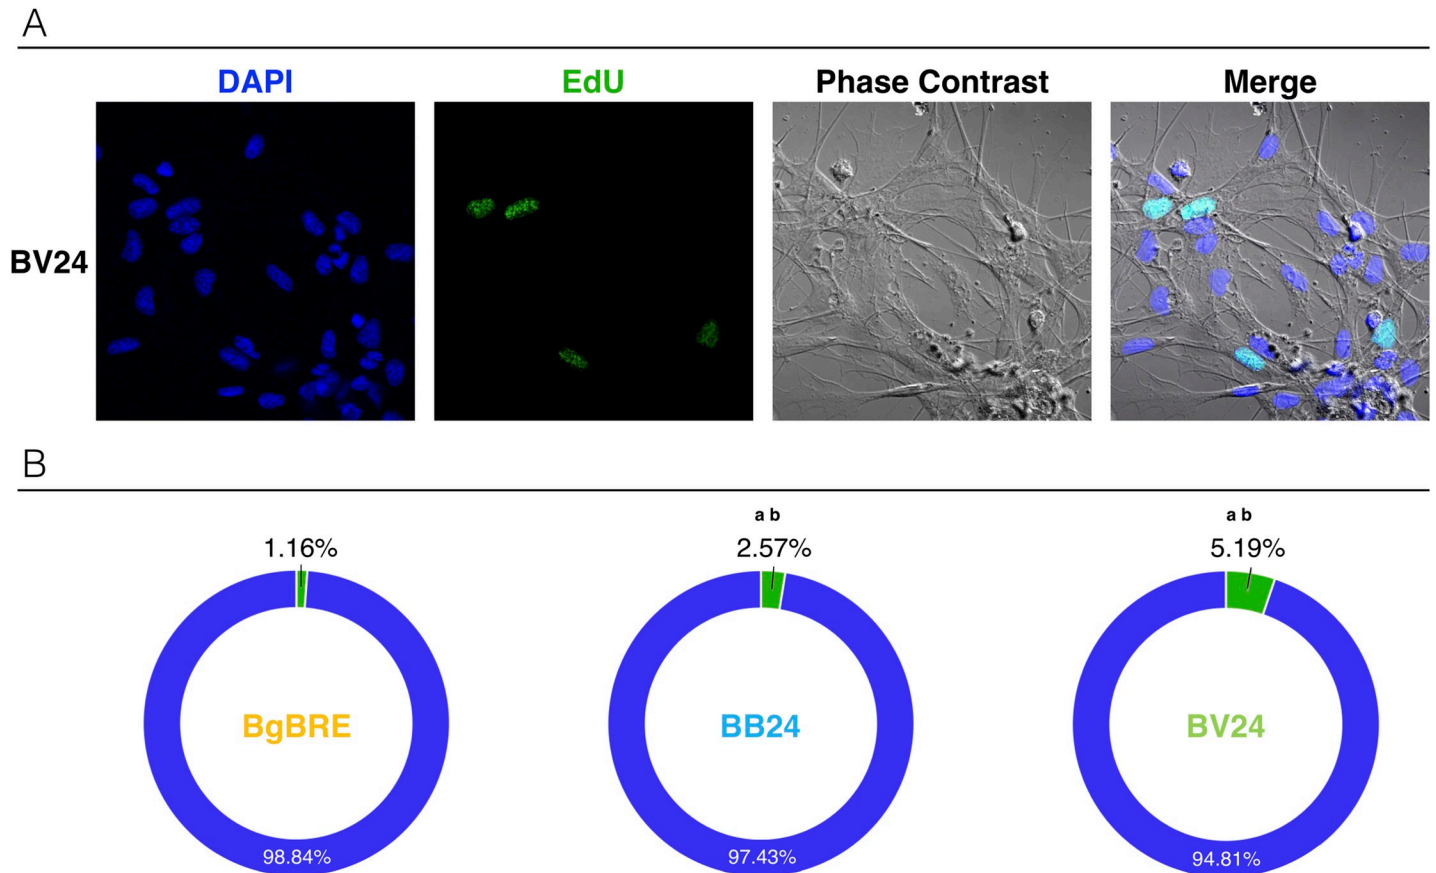 A
DAPI EdU Phase Contrast Merge
BV24
B
a b a b
1.16% 2.57% 5.19%
BgBRE BB24 BV24
98.84% 97.43% 94.81%